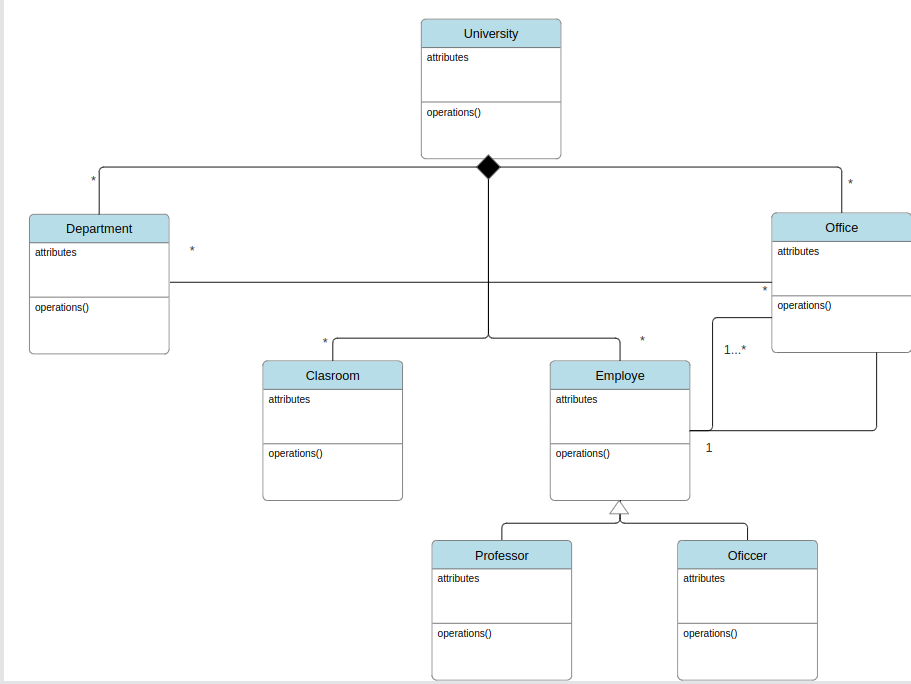 University
attributes
operations()
*
*
Department
attributes
operations()
*
Office
attributes
operations()
*
*
*
1...*
Clasroom
attributes
operations()
Employe
attributes
operations()
1
Professor
attributes
operations()
Oficcer
attributes
operations()